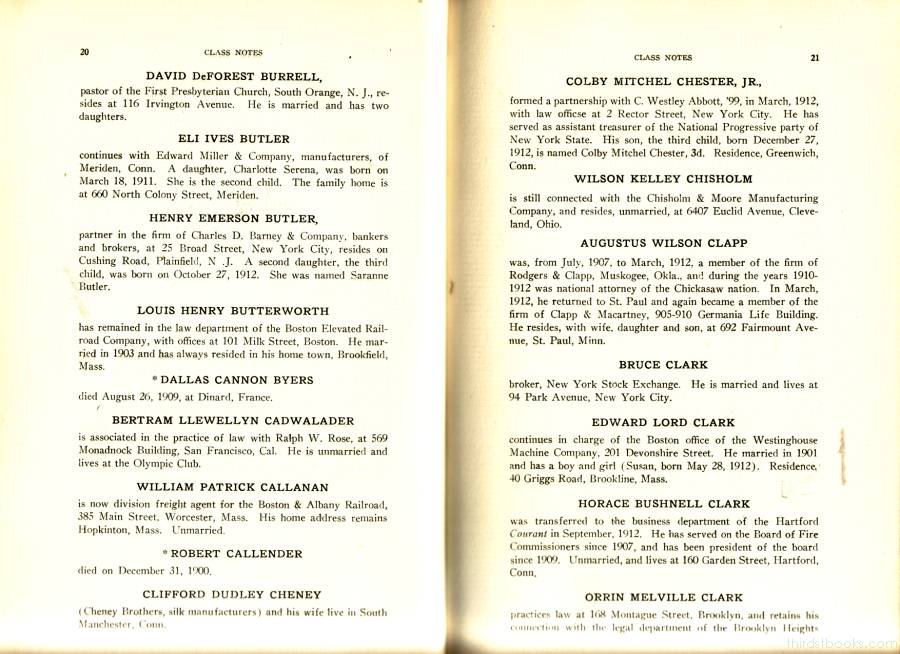 20
CLASS NOTES
DAVID DeFOREST BURRELL,
pastor of the First Presbyterian Church, South Orange, N. J., re-
sides at 116 Irvington Avenue. He is married and has two
daughters.
ELI IVES BUTLER
continues with Edward Miller & Company, manufacturers, of
Meriden, Conn. A daughter, Charlotte Serena, was born on
March 18, 1911. She is the second child. The family home is
at 660 North Colony Street, Meriden.
HENRY EMERSON BUTLER,
partner in the firm of Charles D. Barney & Company, bankers
and brokers, at 25 Broad Street, New York City, resides on
Cushing Road, Plainfield, N .J. A second daughter, the third
child, was born on October 27, 1912. She was named Saranne
Butler.
LOUIS HENRY BUTTERWORTH
has remained in the law department of the Boston Elevated Rail-
road Company, with offices at 101 Milk Street, Boston. He mar-
ried in 1903 and has always resided in his home town, Brookfield,
Mass.
*DALLAS CANNON BYERS
died August 26, 1909, at Dinard, France.
BERTRAM LLEWELLYN CADWALADER
is associated in the practice of law with Ralph W. Rose, at 569
Monadnock Building, San Francisco, Cal. He is unmarried and
lives at the Olympic Club.
WILLIAM PATRICK CALLANAN
is now division freight agent for the Boston & Albany Railroad,
385 Main Street, Worcester, Mass. His home address remains
Hopkinton, Mass. Unmarried.
*ROBERT CALLENDER
died on December 31, 1900.
CLIFFORD DUDLEY CHENEY
(Cheney Brothers, silk manufacturers) and his wife live in South
Manchester, Conn.
CLASS NOTES
21
COLBY MITCHEL CHESTER, JR.,
formed a partnership with C. Westley Abbott, '99, in March, 1912,
with law officse at 2 Rector Street, New York City. He has
served as assistant treasurer of the National Progressive party of
New York State. His son, the third child, born December 27,
1912, is named Colby Mitchel Chester, 3d. Residence, Greenwich,
Conn.
WILSON KELLEY CHISHOLM
is still connected with the Chisholm & Moore Manufacturing
Company, and resides, unmarried, at 6407 Euclid Avenue, Cleve-
land, Ohio.
AUGUSTUS WILSON CLAPP
was, from July, 1907, to March, 1912, a member of the firm of
Rodgers & Clapp, Muskogee, Okla., and during the years 1910-
1912 was national attorney of the Chickasaw nation. In March,
1912, he returned to St. Paul and again became a member of the
firm of Clapp & Macartney, 905-910 Germania Life Building.
He resides, with wife, daughter and son, at 692 Fairmount Ave-
nue, St. Paul, Minn.
BRUCE CLARK
broker, New York Stock Exchange. He is married and lives at
94 Park Avenue, New York City.
EDWARD LORD CLARK
continues in charge of the Boston office of the Westinghouse
Machine Company, 201 Devonshire Street. He married in 1901
and has a boy and girl (Susan, born May 28, 1912). Residence,
40 Griggs Road, Brookline, Mass.
HORACE BUSHNELL CLARK
was transferred to the business department of the Hartford
Courant in September, 1912. He has served on the Board of Fire
Commissioners since 1907, and has been president of the board
since 1909. Unmarried, and lives at 160 Garden Street, Hartford,
Conn.
ORRIN MELVILLE CLARK
practices law at 168 Montague Street, Brooklyn, and retains his
connection with the legal department of the Brooklyn Heights
thirdstbooks.com